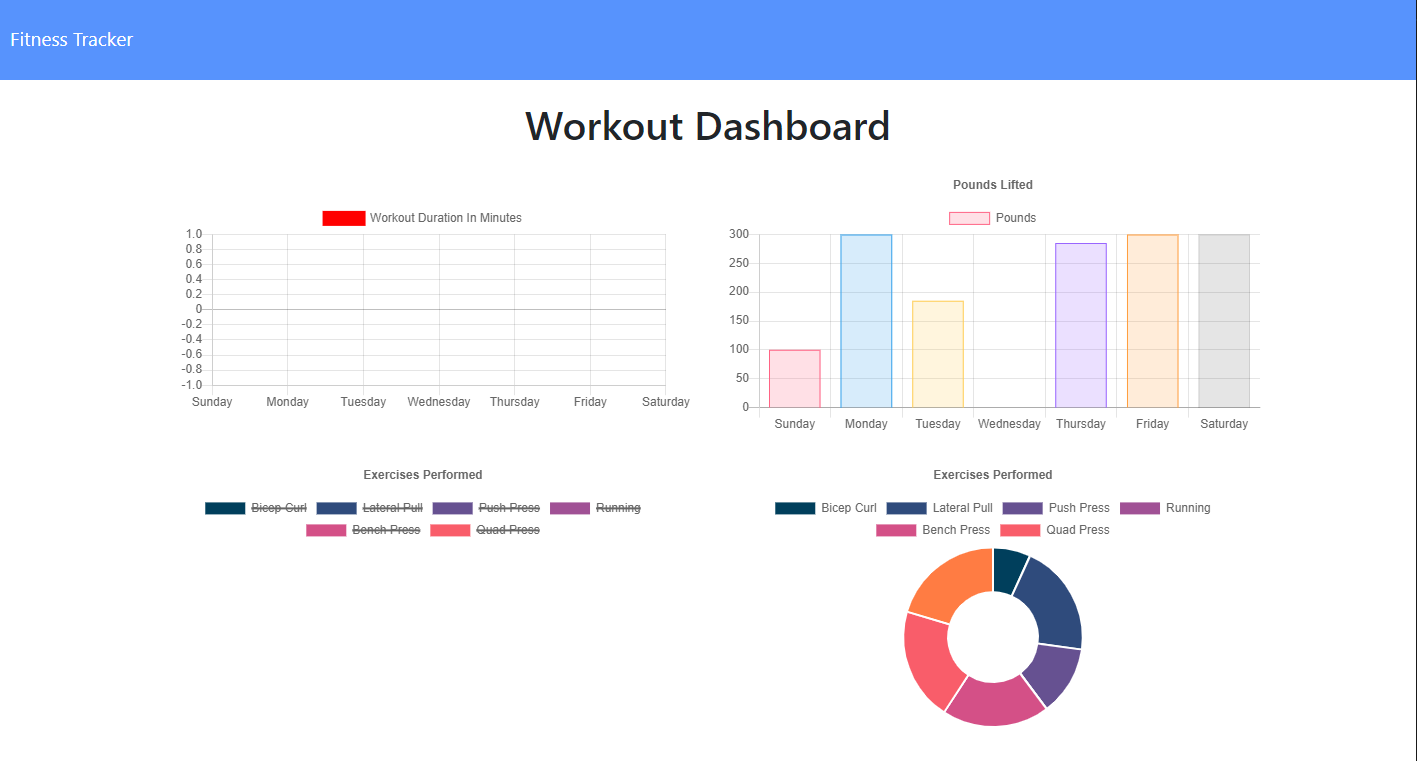 Fitness Tracker
Workout Dashboard
Workout Duration In Minutes
1.0
0.8
0.6
0.4
0.2
0
-0.2
-0.4
-0.6
-0.8
-1.0
Sunday Monday Tuesday Wednesday Thursday Friday Saturday
Pounds Lifted
Pounds
300
250
200
150
100
50
0
Sunday Monday Tuesday Wednesday Thursday Friday Saturday
Exercises Performed
Bicep Curl Lateral Pull Push Press Running
Bench Press Quad Press
Exercises Performed
Bicep Curl Lateral Pull Push Press Running
Bench Press Quad Press